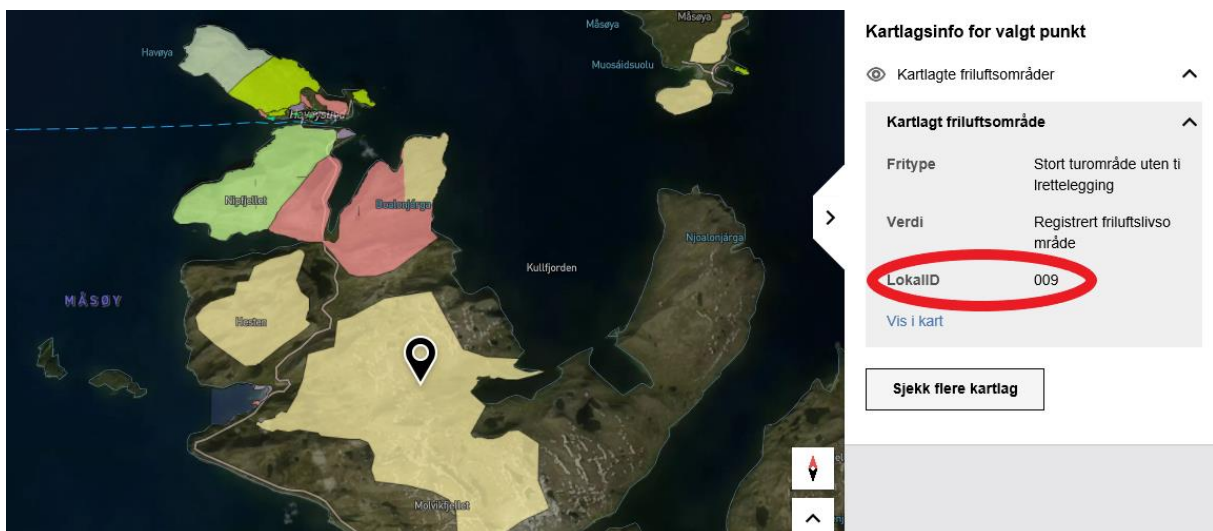 Måsøya
Måsøya
Havøya
Muosáidsuolu
Nipfjellet
Njoalonjárga
Kullfjorden
MÅSØY
Hesten
Molvikfjellet
Kartlagsinfo for valgt punkt
Kartlagte friluftsområder
Kartlagt friluftsområde
Fritype Stort turområde uten ti
lrettelegging
Verdi Registrert friluftslivso
mråde
LokalID 009
Vis i kart
Sjekk flere kartlag